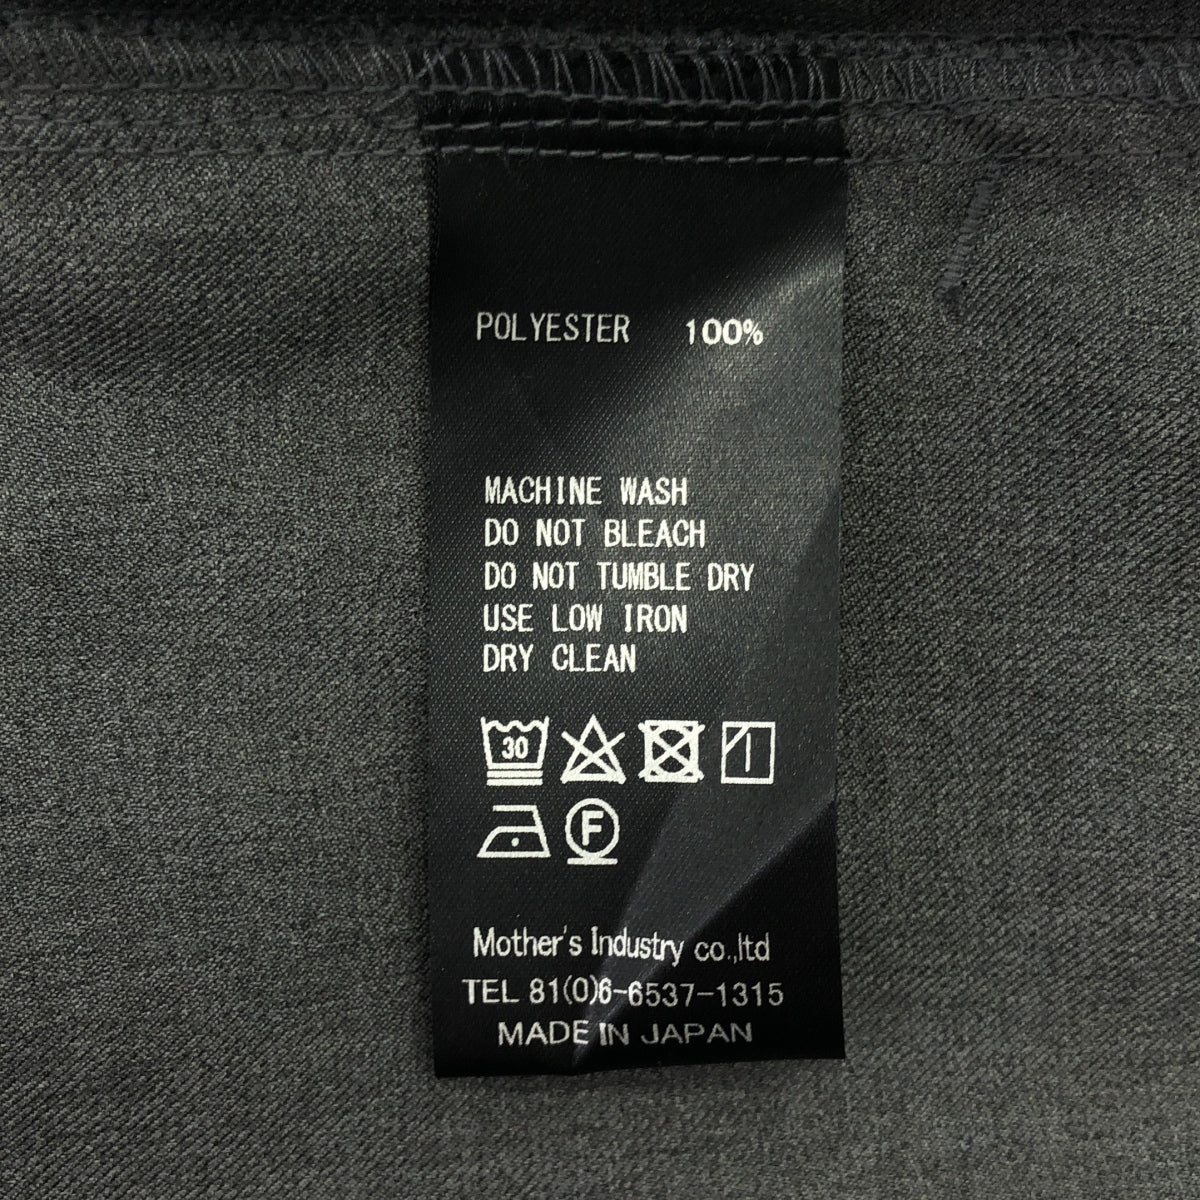 POLYESTER 100%
MACHINE WASH
DO NOT BLEACH
DO NOT TUMBLE DRY
USE LOW IRON
DRY CLEAN
30
F
Mother's Industry co.,ltd
TEL 81(0)6-6537-1315
MADE IN JAPAN